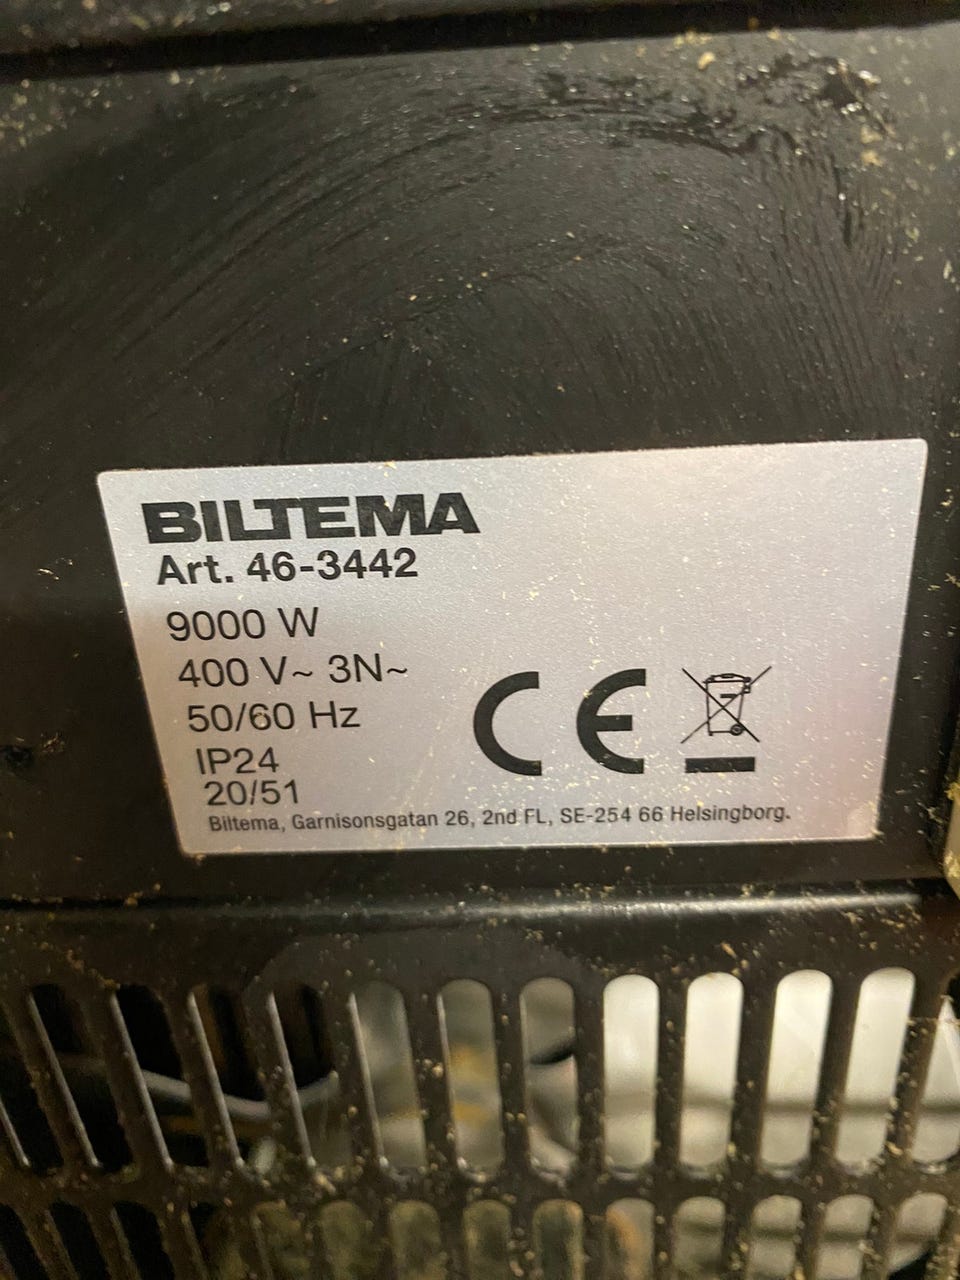 BILTEMA
Art. 46-3442
9000 W
400 V~ 3N~
50/60 Hz
IP24
20/51
Biltema, Garnisonsgatan 26, 2nd FL, SE-254 66 Helsingborg.
CE